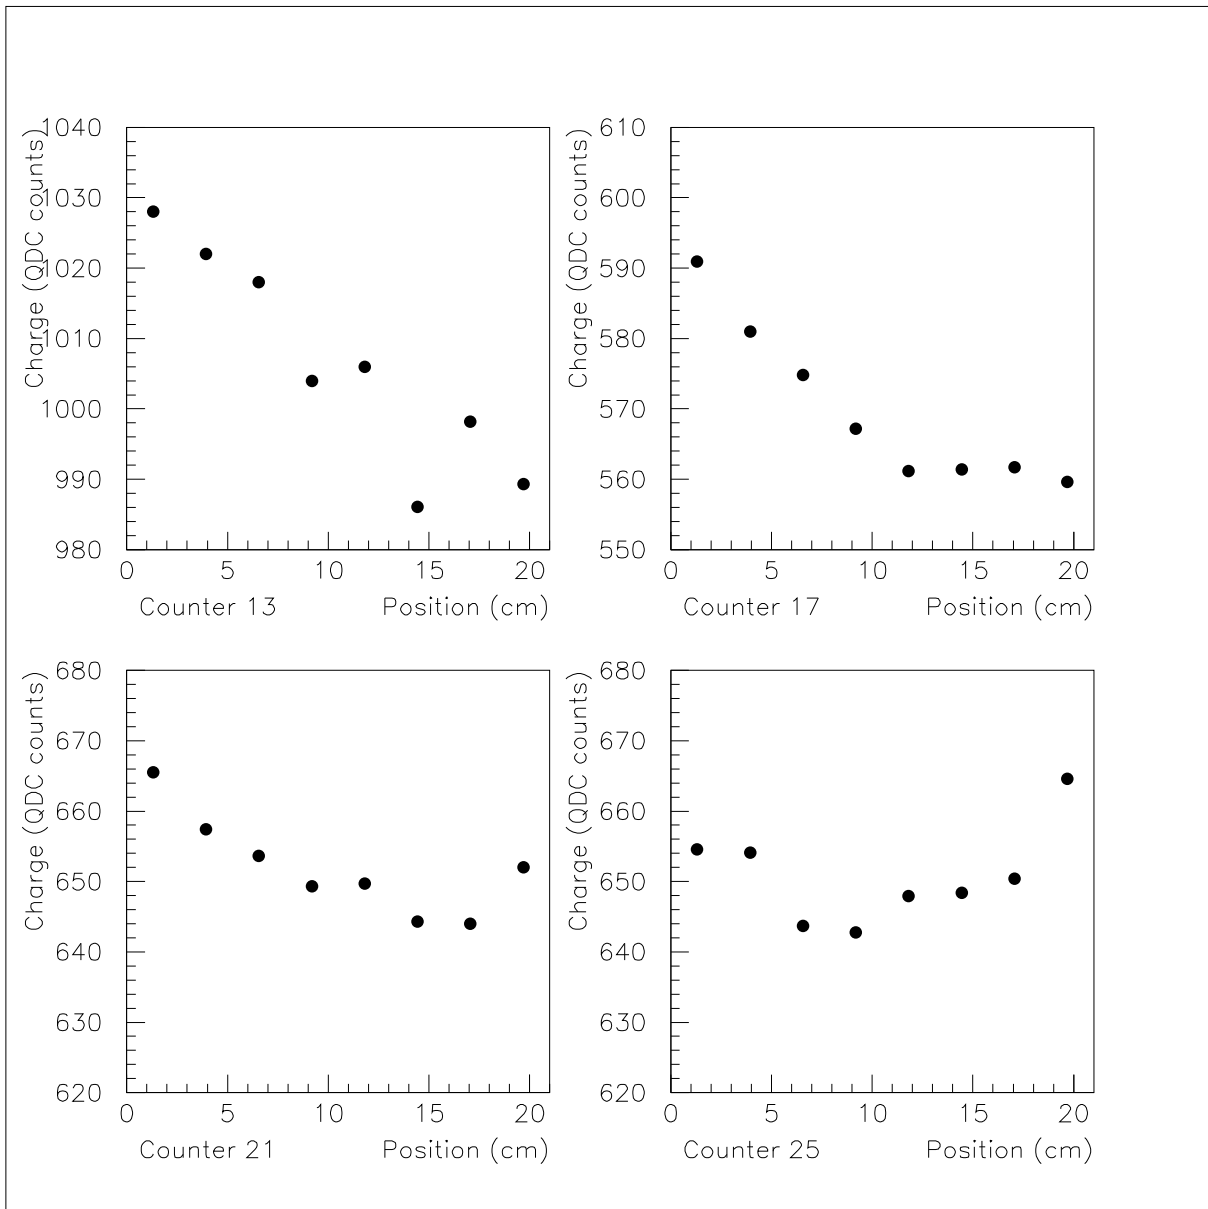 Charge (QDC counts)
1040
1030
1020
1010
1000
990
980
0 5 10 15 20
Counter 13 Position (cm)
Charge (QDC counts)
610
600
590
580
570
560
550
0 5 10 15 20
Counter 17 Position (cm)
Charge (QDC counts)
680
670
660
650
640
630
620
0 5 10 15 20
Counter 21 Position (cm)
Charge (QDC counts)
680
670
660
650
640
630
620
0 5 10 15 20
Counter 25 Position (cm)